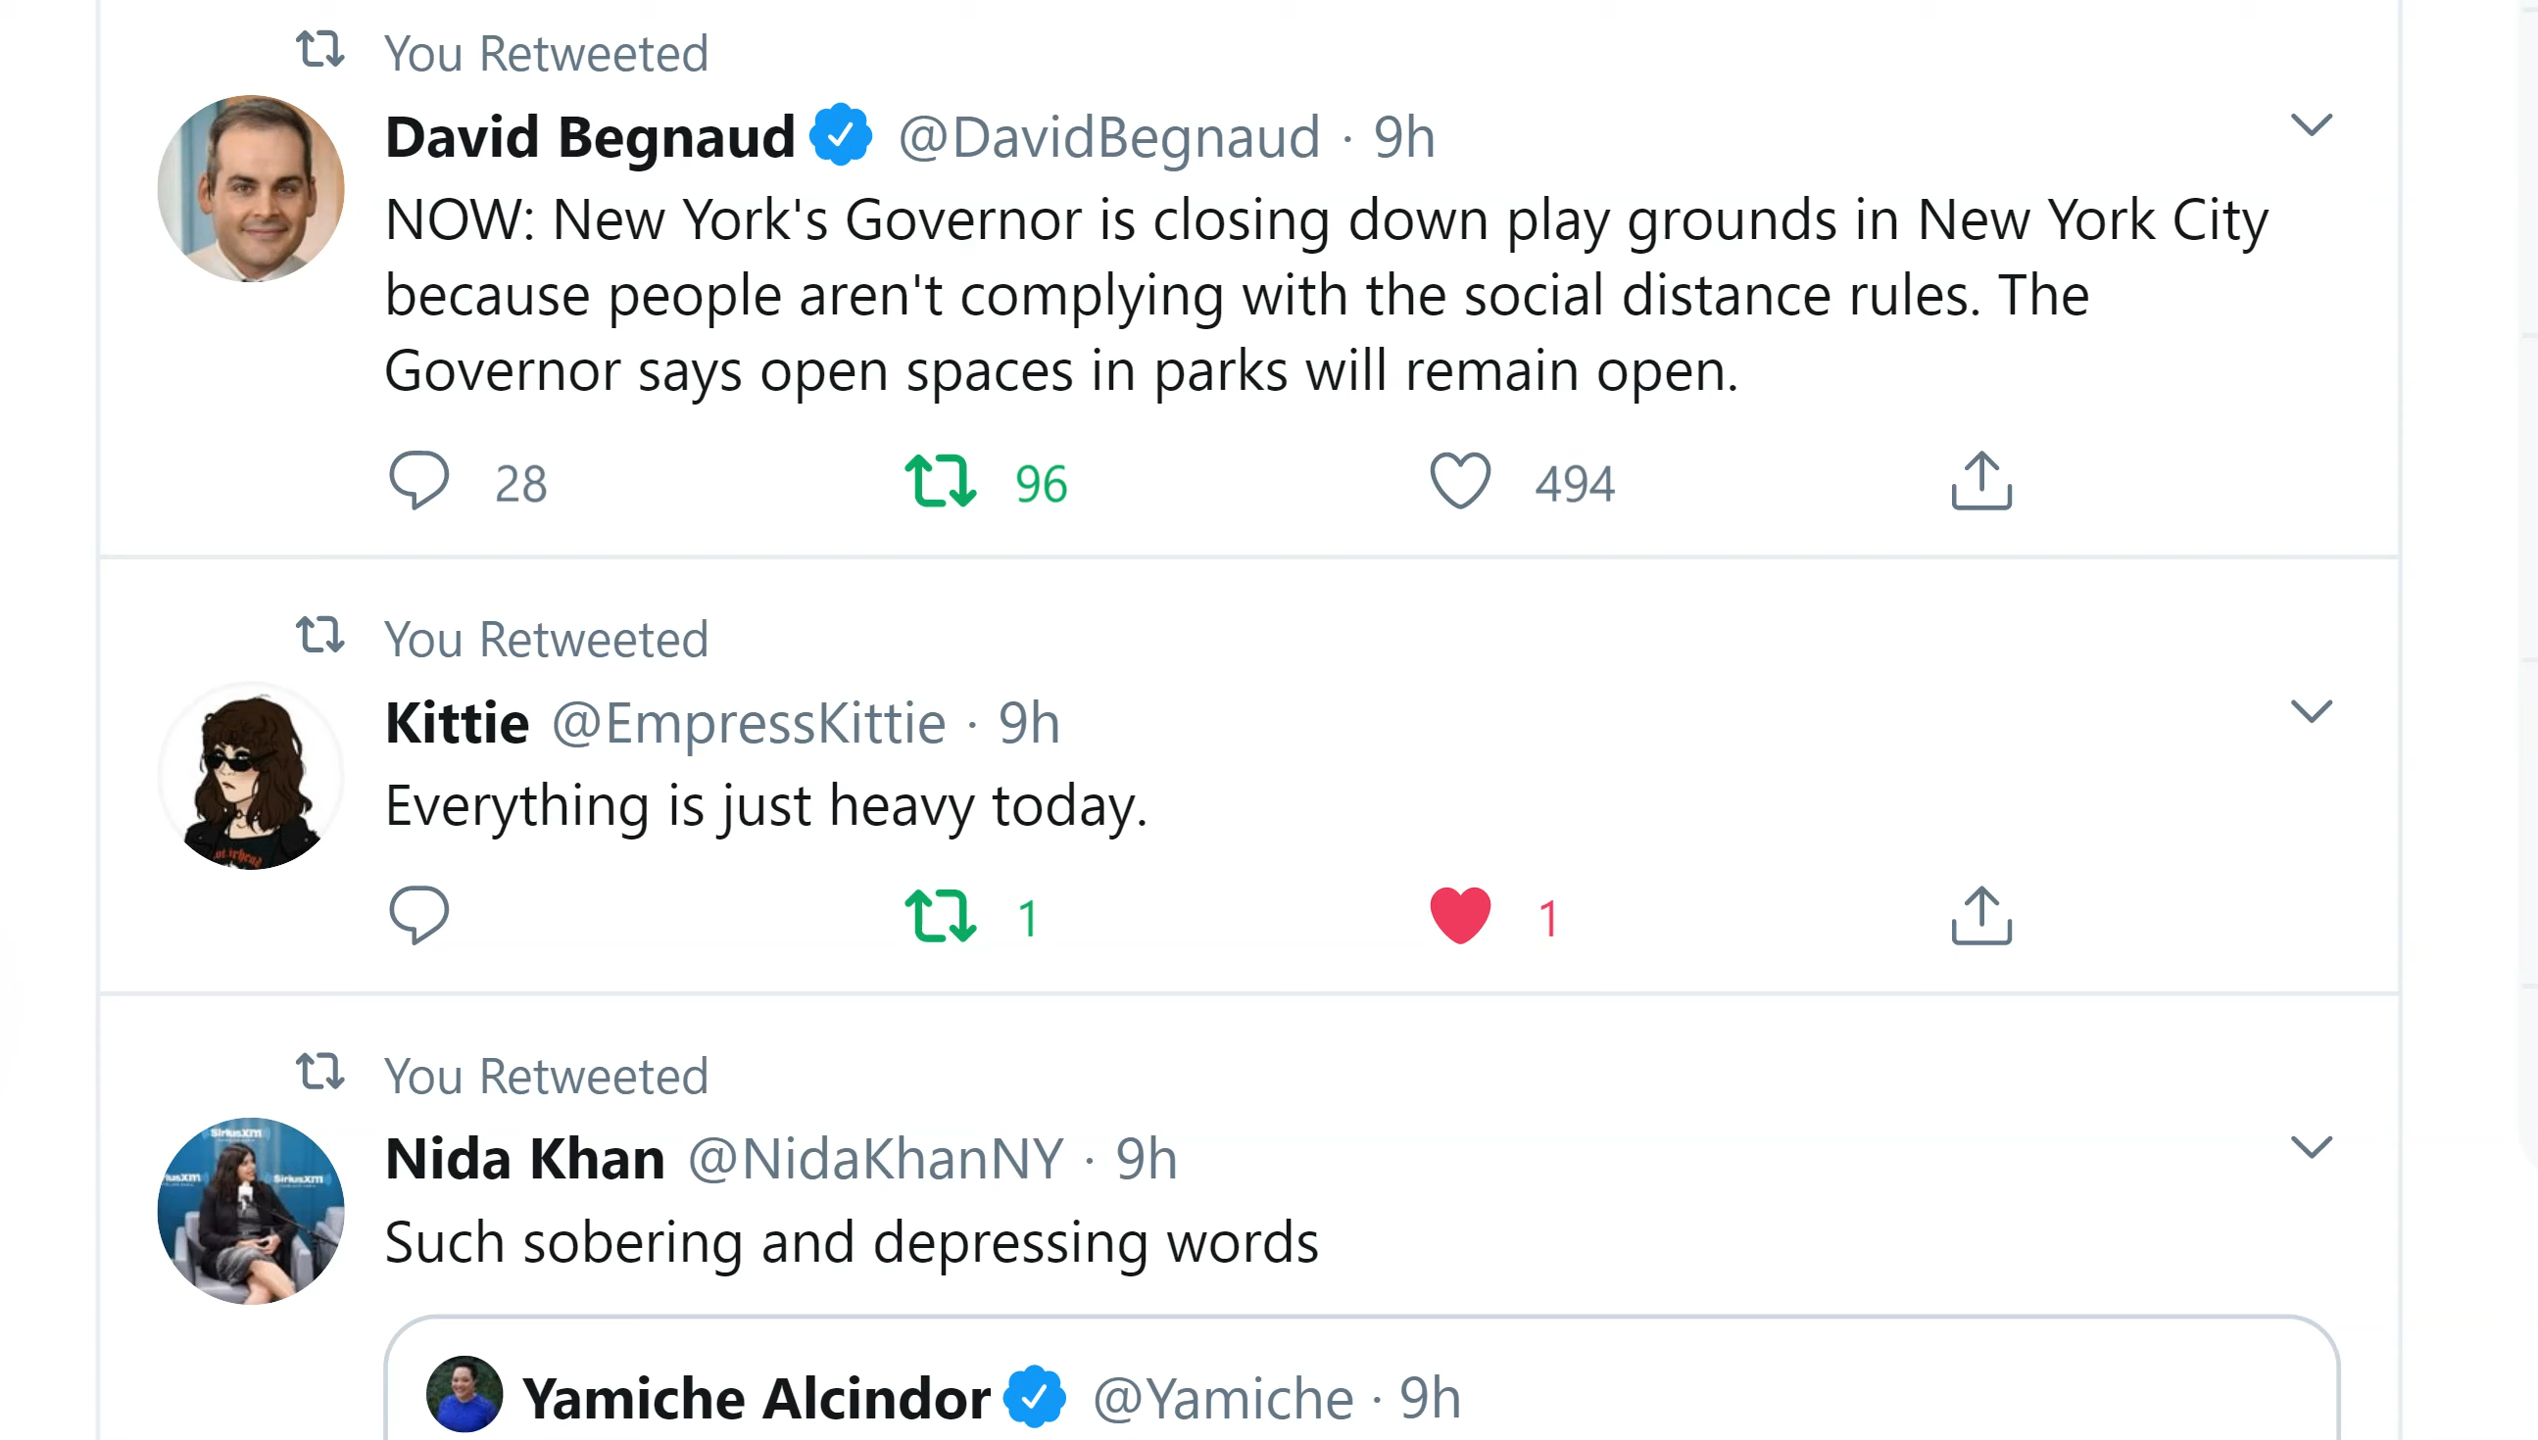 You Retweeted
David Begnaud @DavidBegnaud · 9h
NOW: New York's Governor is closing down play grounds in New York City
because people aren't complying with the social distance rules. The
Governor says open spaces in parks will remain open.
28 96 494
You Retweeted
Kittie @EmpressKittie · 9h
Everything is just heavy today.
1 1
You Retweeted
SiriusXM
SiriusXM
Nida Khan @NidaKhanNY · 9h
Such sobering and depressing words
Yamiche Alcindor @Yamiche · 9h